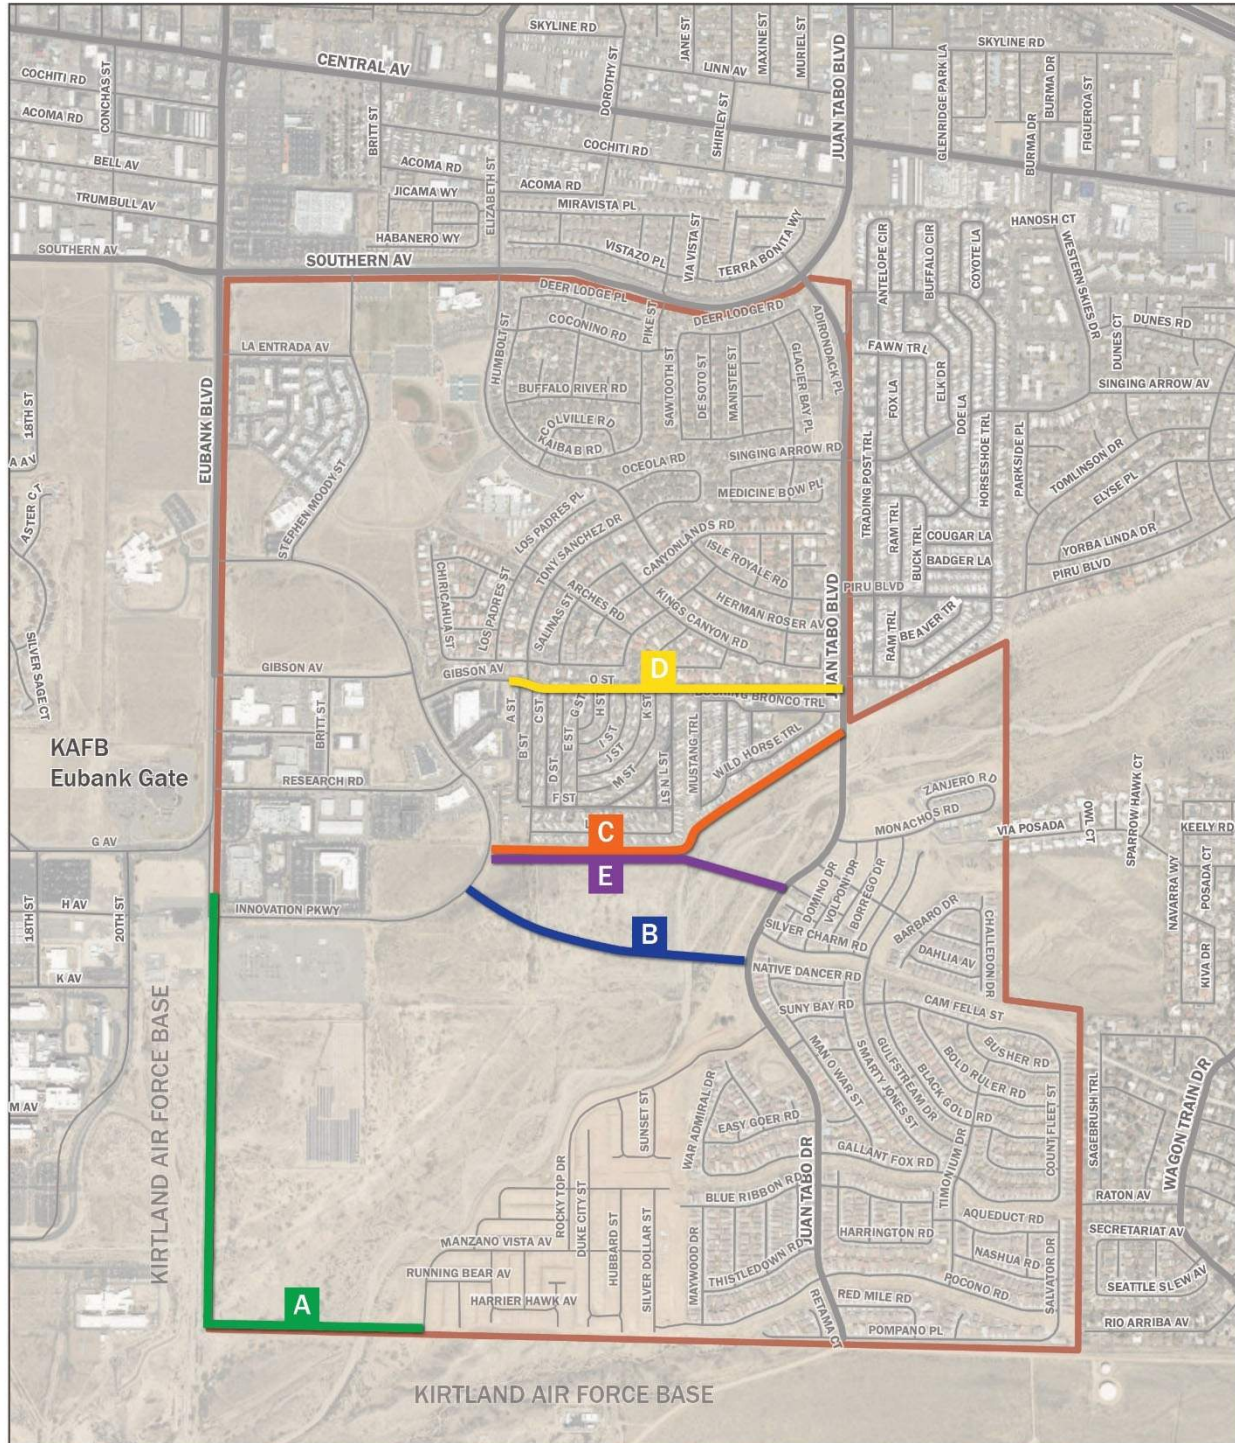 SKYLINE RD
JANE ST
MAXINE ST
MURIEL ST
SKYLINE RD
CENTRAL AV
DOROTHY ST
LINN AV
JUAN TABO BLVD
GLENRIDGE PARK LA
BURMA DR
BURMA DR
FIGUEROA ST
COCHITI RD
CONCHAS ST
ACOMA RD
BRITT ST
SHIRLEY ST
COCHITI RD
BELL AV
ACOMA RD
ELIZABETH ST
ACOMA RD
JICAMA WY
MIRAVISTA PL
TRUMBULL AV
HABANERO WY
VISTAZO PL
VIA VISTA ST
TERRA BONITA WY
HANOSH CT
WESTERN SKIES DR
SOUTHERN AV
SOUTHERN AV
ANTELOPE CIR
BUFFALO CIR
COYOTE LA
DEER LODGE PL
DEER LODGE RD
PIKE ST
COCONINO RD
HUMBOLT ST
ADIRONDACK PL
GLACIER BAY PL
DUNES CT
DUNES RD
LA ENTRADA AV
FAWN TRL
BUFFALO RIVER RD
SAWTOOTH ST
DE SOTO ST
MANISTEE ST
FOX LA
ELK DR
DOE LA
SINGING ARROW AV
18TH ST
EUBANK BLVD
COLVILLE RD
KAIBAB RD
OCEOLA RD
SINGING ARROW RD
MEDICINE BOW PL
TRADING POST TRL
HORSESHOE TRL
PARKSIDE PL
TOMLINSON DR
ELYSE PL
A AV
ASTER CT
STEPHEN MOODY ST
LOS PADRES PL
TONY SANCHEZ DR
CANYONLANDS RD
ISLE ROYALE RD
RAM TRL
BUCK TRL
COUGAR LA
BADGER LA
YORBA LINDA DR
PIRU BLVD
PIRU BLVD
CHIRICAHUA ST
LOS PADRES ST
SALINAS ST
ARCHES RD
KINGS CANYON RD
HERMAN ROSER AV
JUAN TABO BLVD
RAM TRL
BEAVER TR
SILVER SAGE CT
GIBSON AV
GIBSON AV
D
O ST
BUCKING BRONCO TRL
KAFB
Eubank Gate
BRITT ST
A ST
B ST
C ST
D ST
E ST
F ST
G ST
H ST
I ST
J ST
K ST
M ST
N ST
L ST
MUSTANG TRL
WILD HORSE TRL
RESEARCH RD
ZANJERO RD
MONACHOS RD
VIA POSADA
OWL CT
SPARROW HAWK CT
KEELY RD
G AV
C
E
NAVARRA WY
POSADA CT
KIVA DR
18TH ST
H AV
20TH ST
K AV
INNOVATION PKWY
B
DOMINO DR
VOLPONI DR
BORREGO DR
SILVER CHARM RD
BARBARO DR
DAHLIA AV
CHALLEDON DR
NATIVE DANCER RD
SUNY BAY RD
CAM FELLA ST
MAN O WAR ST
SMARTY JONES ST
GULFSTREAM DR
BLACK GOLD RD
BOLD RULER RD
BUSHER RD
COUNT FLEET ST
M AV
KIRTLAND AIR FORCE BASE
SUNSET ST
WAR ADMIRAL DR
EASY GOER RD
GALLANT FOX RD
TIMONIUM DR
SAGEBRUSH TRL
WAGON TRAIN DR
ROCKY TOP DR
DUKE CITY ST
HUBBARD ST
SILVER DOLLAR ST
BLUE RIBBON RD
JUAN TABO DR
HARRINGTON RD
AQUEDUCT RD
NASHUA RD
RATON AV
SECRETARIAT AV
MANZANO VISTA AV
RUNNING BEAR AV
HARRIER HAWK AV
MAYWOOD DR
THISTLEDOWN RD
POCONO RD
SALVATOR DR
SEATTLE SLEW AV
A
RETAMA CT
RED MILE RD
POMPANO PL
RIO ARRIBA AV
KIRTLAND AIR FORCE BASE